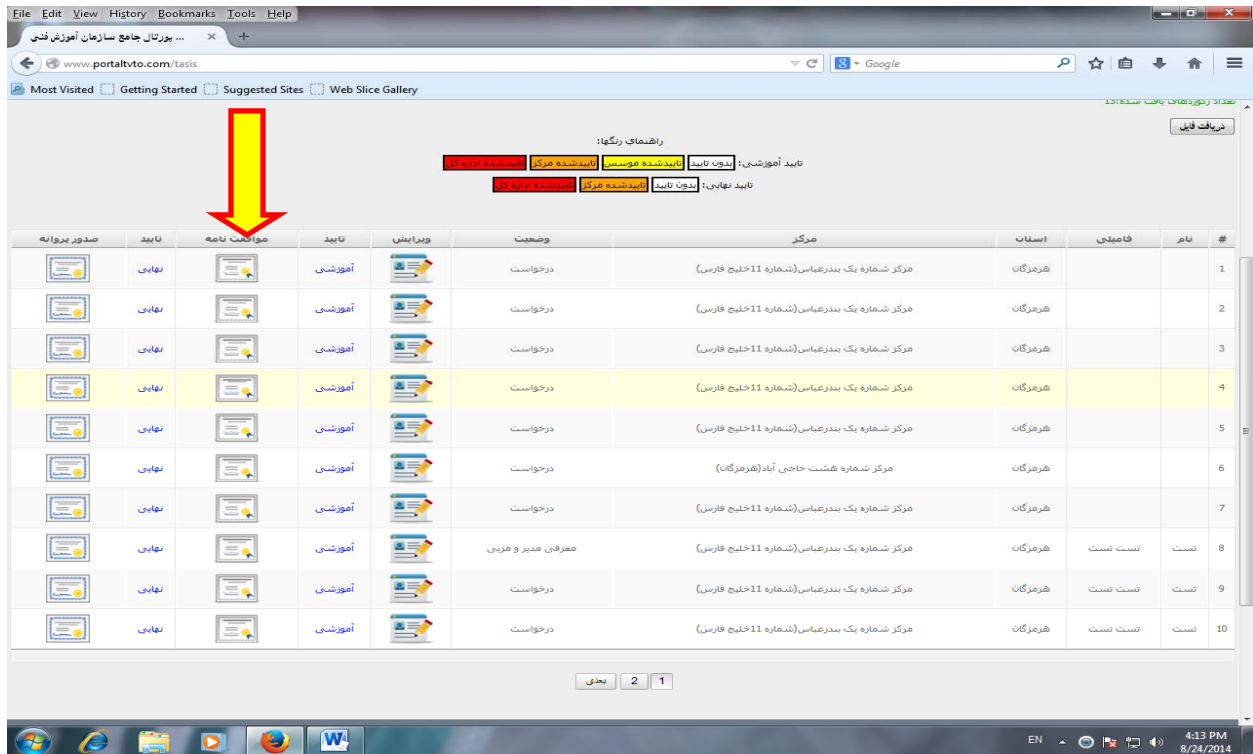 File Edit View History Bookmarks Tools Help
... پورتال جامع سازمان آموزش فنی
www.portaltvto.com/tasis
Google
Most Visited Getting Started Suggested Sites Web Slice Gallery
تعداد رکوردهای یافت شده:13
دریافت فایل
راهنمای رنگها:
تایید آموزشی: بدون تایید تاییدشده موسس تاییدشده مرکز تاییدشده اداره کل
تایید نهایی: بدون تایید تاییدشده مرکز تاییدشده اداره کل
# نام فامیلی استان مرکز وضعیت ویرایش تایید موافقت نامه تایید صدور پروانه
1 هرمزگان مرکز شماره یک بندرعباس(شماره 11خلیج فارس) درخواست آموزشی نهایی
2 هرمزگان مرکز شماره یک بندرعباس(شماره 11خلیج فارس) درخواست آموزشی نهایی
3 هرمزگان مرکز شماره یک بندرعباس(شماره 11خلیج فارس) درخواست آموزشی نهایی
4 هرمزگان مرکز شماره یک بندرعباس(شماره 11خلیج فارس) درخواست آموزشی نهایی
5 هرمزگان مرکز شماره یک بندرعباس(شماره 11خلیج فارس) درخواست آموزشی نهایی
6 هرمزگان مرکز شماره هشت حاجی آباد(هرمزگان) درخواست آموزشی نهایی
7 هرمزگان مرکز شماره یک بندرعباس(شماره 11خلیج فارس) درخواست آموزشی نهایی
8 تست تست تست هرمزگان مرکز شماره یک بندرعباس(شماره 11خلیج فارس) معرفی مدیر و مربی آموزشی نهایی
9 تست تست تست هرمزگان مرکز شماره یک بندرعباس(شماره 11خلیج فارس) درخواست آموزشی نهایی
10 تست تست تست هرمزگان مرکز شماره یک بندرعباس(شماره 11خلیج فارس) درخواست آموزشی نهایی
1 2 بعدی
EN 4:13 PM
8/24/2014